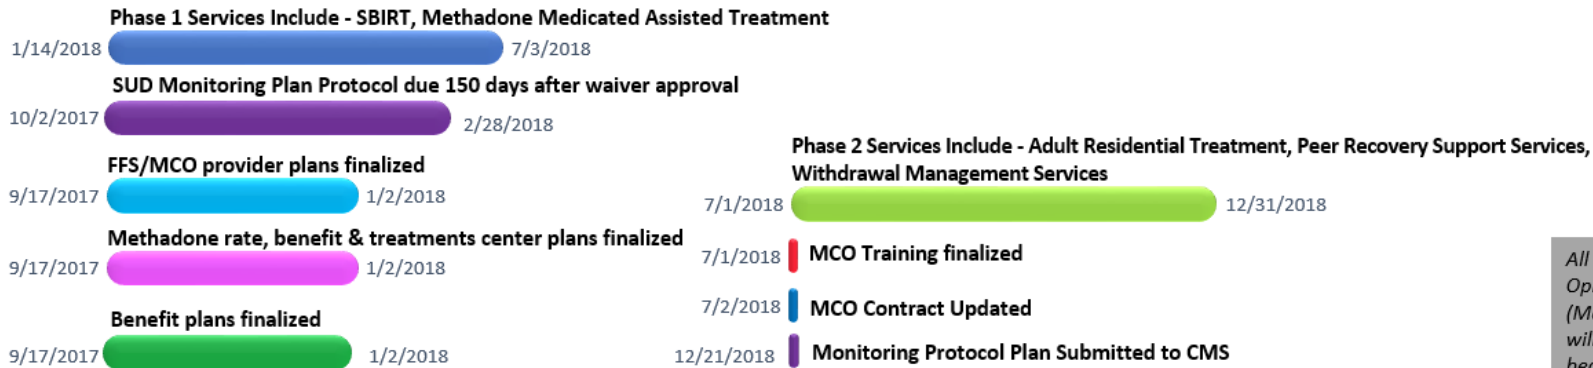 Phase 1 Services Include - SBIRT, Methadone Medicated Assisted Treatment
1/14/2018 7/3/2018
SUD Monitoring Plan Protocol due 150 days after waiver approval
10/2/2017 2/28/2018
FFS/MCO provider plans finalized
9/17/2017 1/2/2018
Methadone rate, benefit & treatments center plans finalized
9/17/2017 1/2/2018
Benefit plans finalized
9/17/2017 1/2/2018
Phase 2 Services Include - Adult Residential Treatment, Peer Recovery Support Services,
Withdrawal Management Services
7/1/2018 12/31/2018
7/1/2018 MCO Training finalized
7/2/2018 MCO Contract Updated
12/21/2018 Monitoring Protocol Plan Submitted to CMS
All